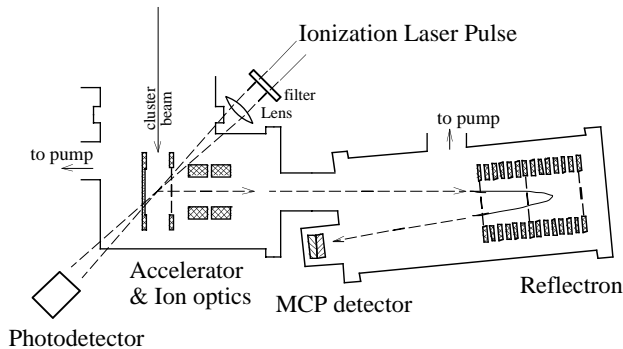 Ionization Laser Pulse
filter
Lens
cluster
beam
to pump
to pump
Accelerator
& Ion optics
MCP detector
Reflectron
Photodetector